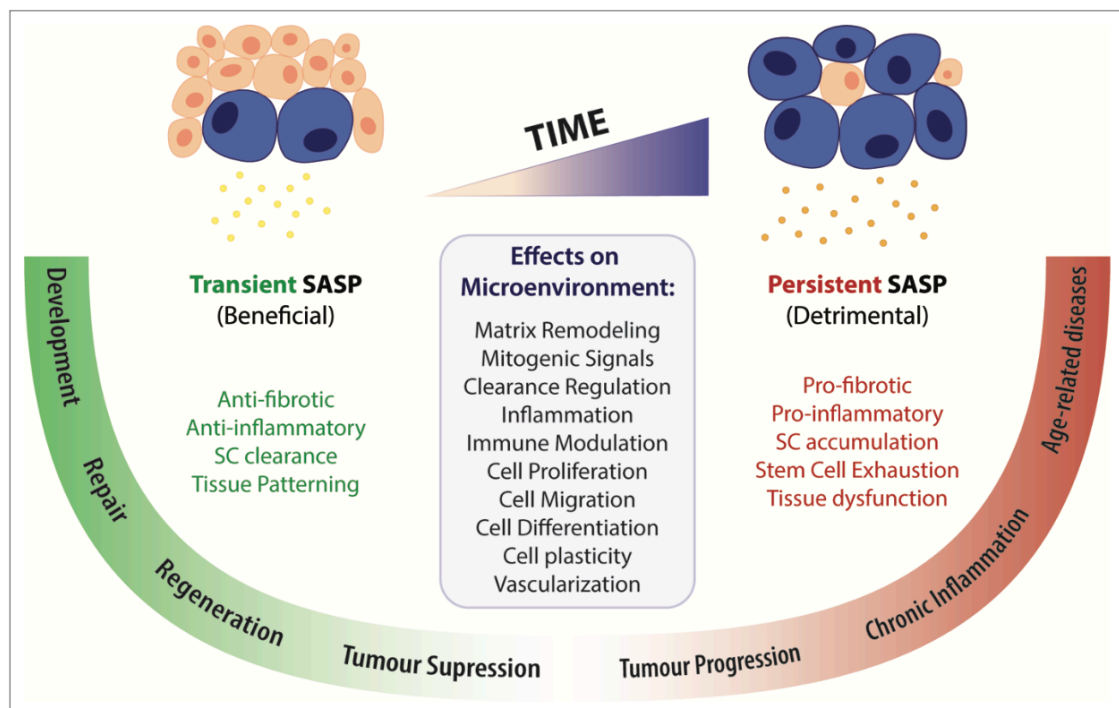 TIME
Transient SASP
(Beneficial)
Anti-fibrotic
Anti-inflammatory
SC clearance
Tissue Patterning
Effects on
Microenvironment:
Matrix Remodeling
Mitogenic Signals
Clearance Regulation
Inflammation
Immune Modulation
Cell Proliferation
Cell Migration
Cell Differentiation
Cell plasticity
Vascularization
Persistent SASP
(Detrimental)
Pro-fibrotic
Pro-inflammatory
SC accumulation
Stem Cell Exhaustion
Tissue dysfunction
Development
Repair
Regeneration
Tumour Supression
Tumour Progression
Chronic Inflammation
Age-related diseases